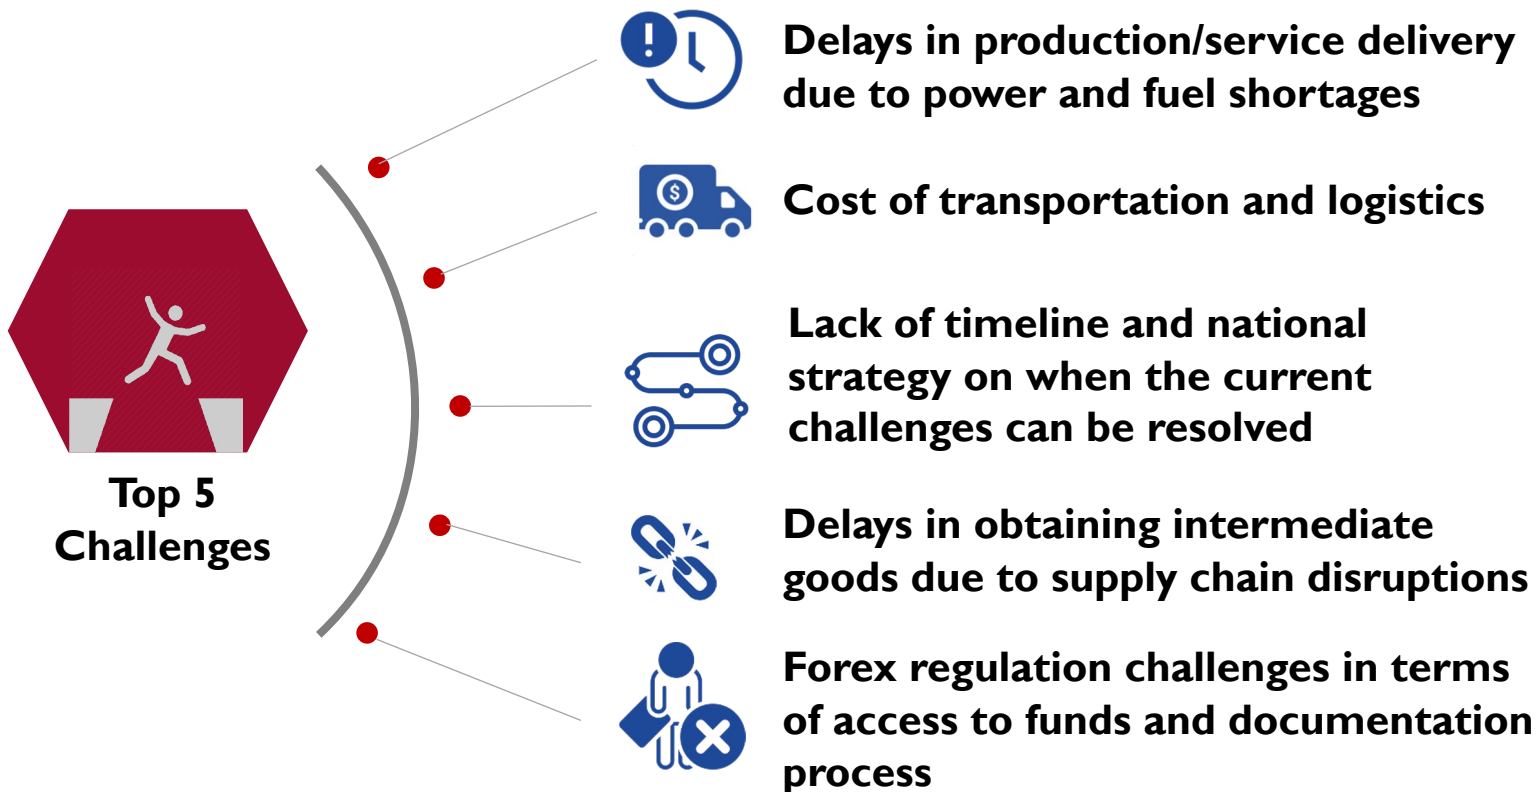 Delays in production/service delivery
due to power and fuel shortages
Cost of transportation and logistics
Lack of timeline and national
strategy on when the current
challenges can be resolved
Top 5
Challenges
Delays in obtaining intermediate
goods due to supply chain disruptions
Forex regulation challenges in terms
of access to funds and documentation
process